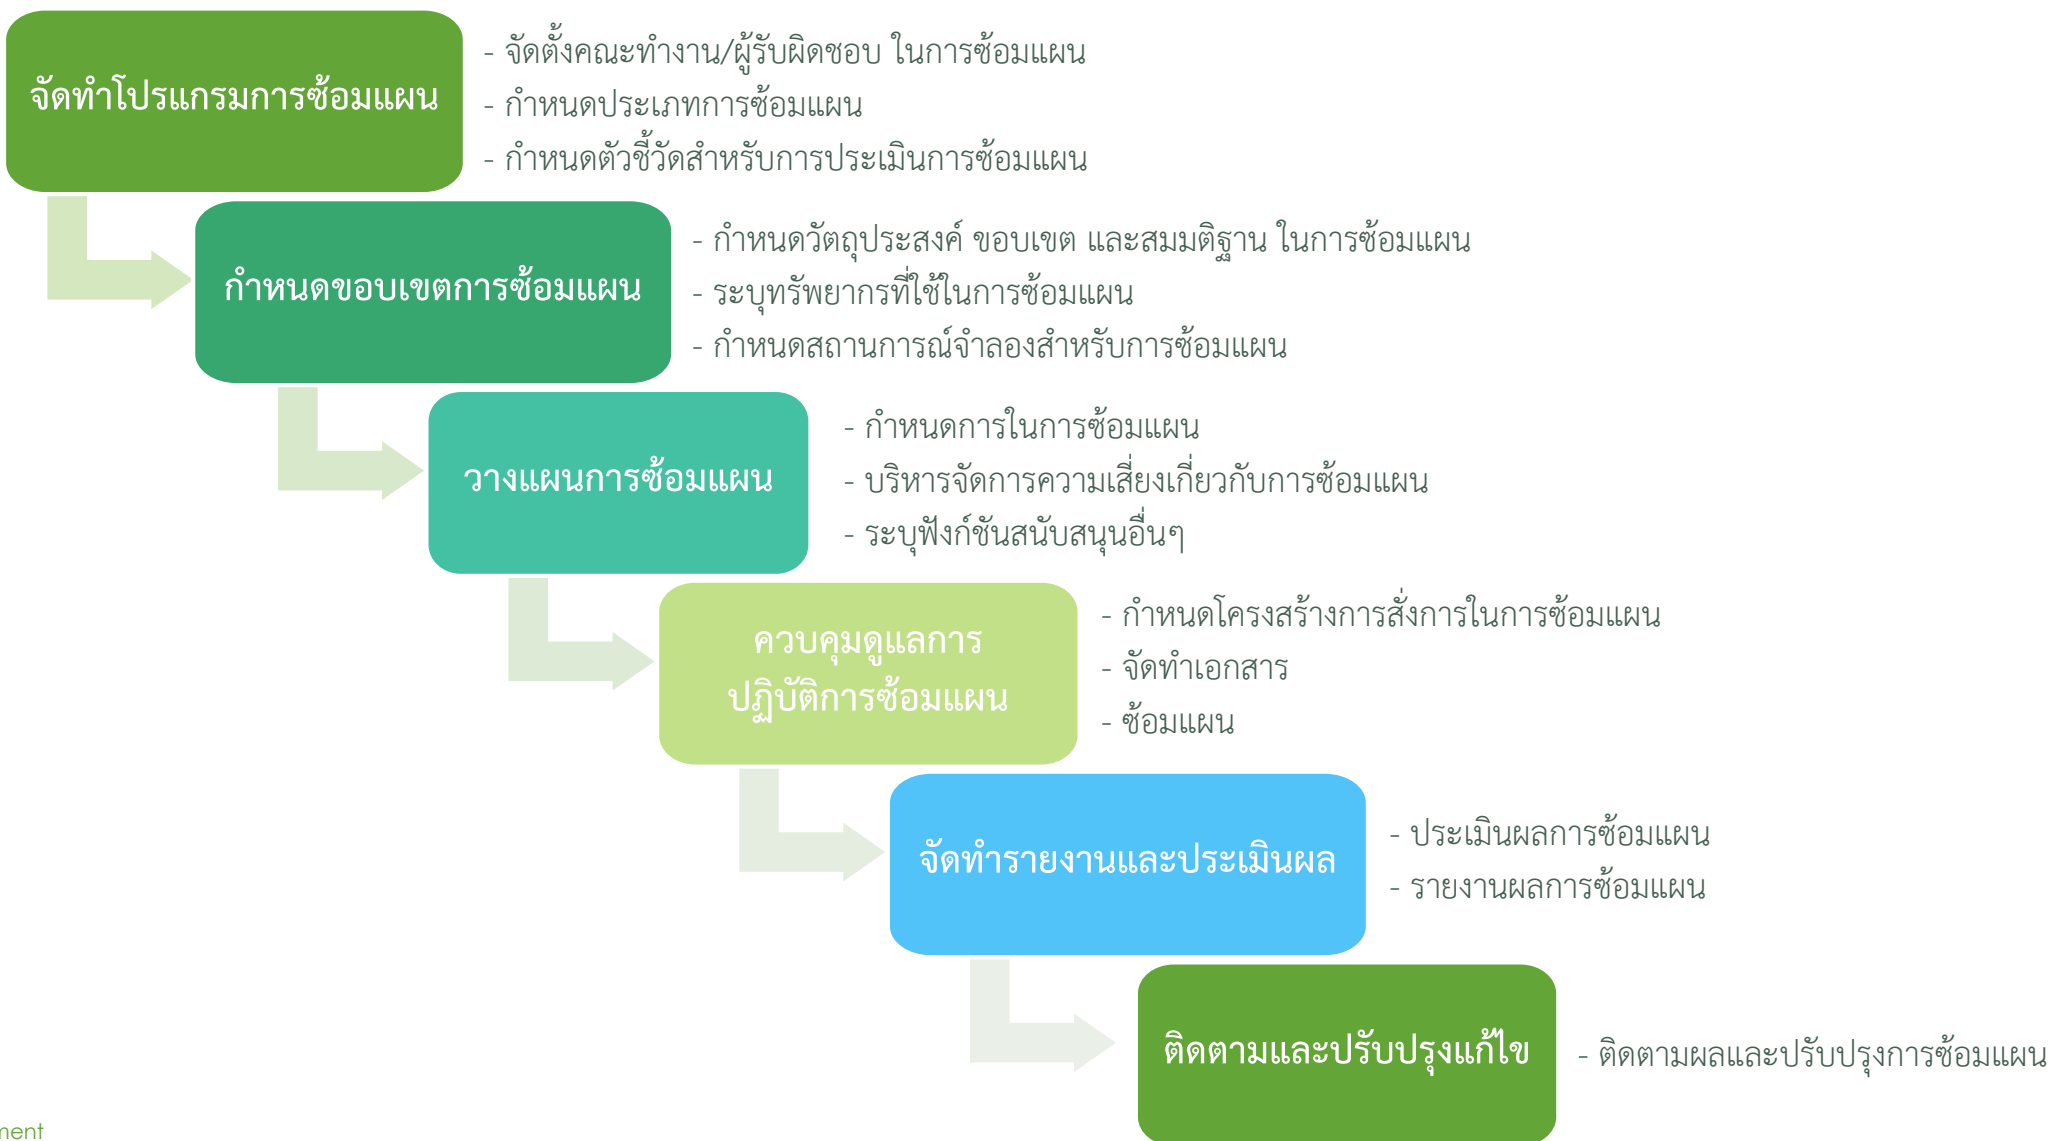 จัดทำโปรแกรมการซ้อมแผน
- จัดตั้งคณะทำงาน/ผู้รับผิดชอบ ในการซ้อมแผน
- กำหนดประเภทการซ้อมแผน
- กำหนดตัวชี้วัดสำหรับการประเมินการซ้อมแผน
กำหนดขอบเขตการซ้อมแผน
- กำหนดวัตถุประสงค์ ขอบเขต และสมมติฐาน ในการซ้อมแผน
- ระบุทรัพยากรที่ใช้ในการซ้อมแผน
- กำหนดสถานการณ์จำลองสำหรับการซ้อมแผน
วางแผนการซ้อมแผน
- กำหนดการในการซ้อมแผน
- บริหารจัดการความเสี่ยงเกี่ยวกับการซ้อมแผน
- ระบุฟังก์ชันสนับสนุนอื่นๆ
ควบคุมดูแลการ
ปฏิบัติการซ้อมแผน
- กำหนดโครงสร้างการสั่งการในการซ้อมแผน
- จัดทำเอกสาร
- ซ้อมแผน
จัดทำรายงานและประเมินผล
- ประเมินผลการซ้อมแผน
- รายงานผลการซ้อมแผน
ติดตามและปรับปรุงแก้ไข
- ติดตามผลและปรับปรุงการซ้อมแผน